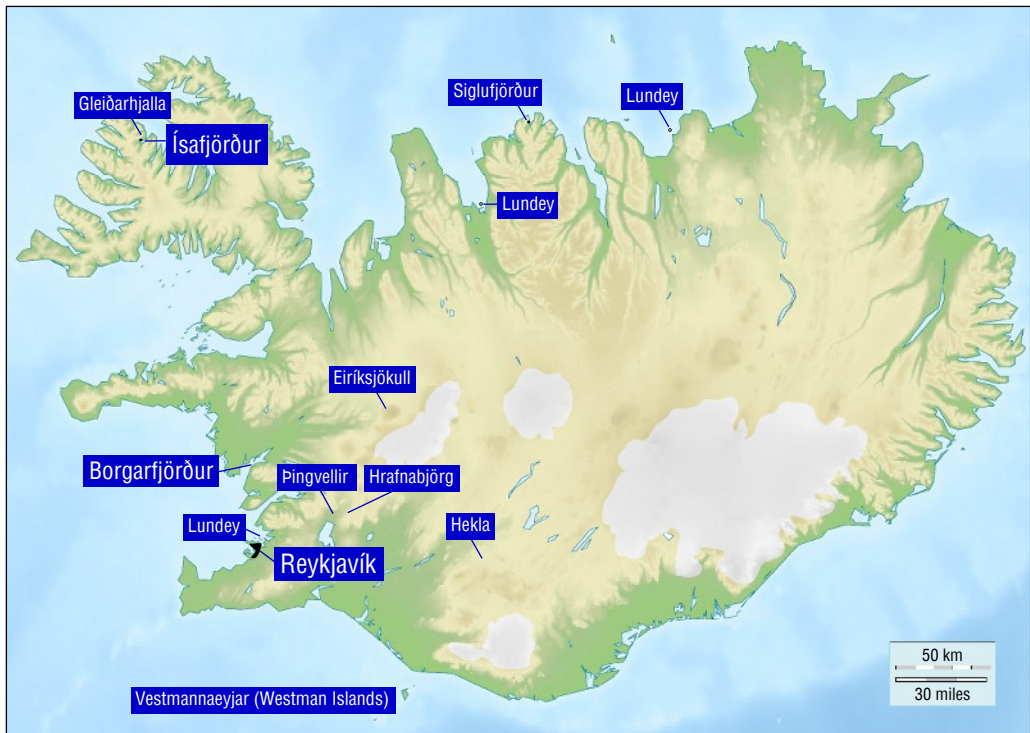 Gleiðarhjalla
Siglufjörður
Lundey
Ísafjörður
Lundey
Eiríksjökull
Borgarfjörður
Þingvellir
Hrafnabjörg
Lundey
Hekla
Reykjavík
50 km
30 miles
Vestmannaeyjar (Westman Islands)